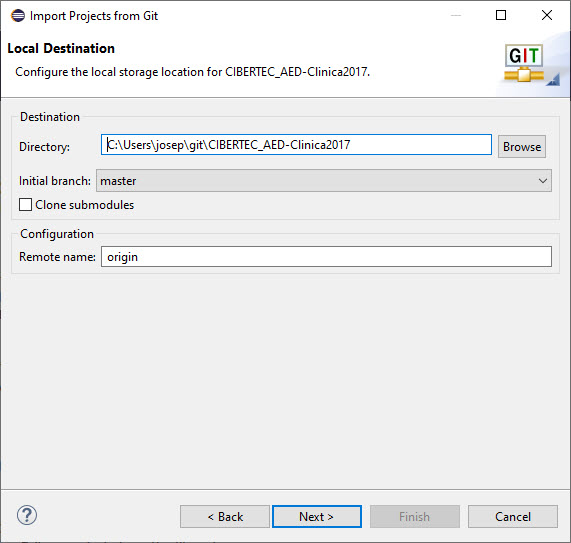 Import Projects from Git
Local Destination
Configure the local storage location for CIBERTEC_AED-Clinica2017.
GIT
Destination
Directory: C:\Users\josep\git\CIBERTEC_AED-Clinica2017 Browse
Initial branch: master
Clone submodules
Configuration
Remote name: origin
? < Back Next > Finish Cancel